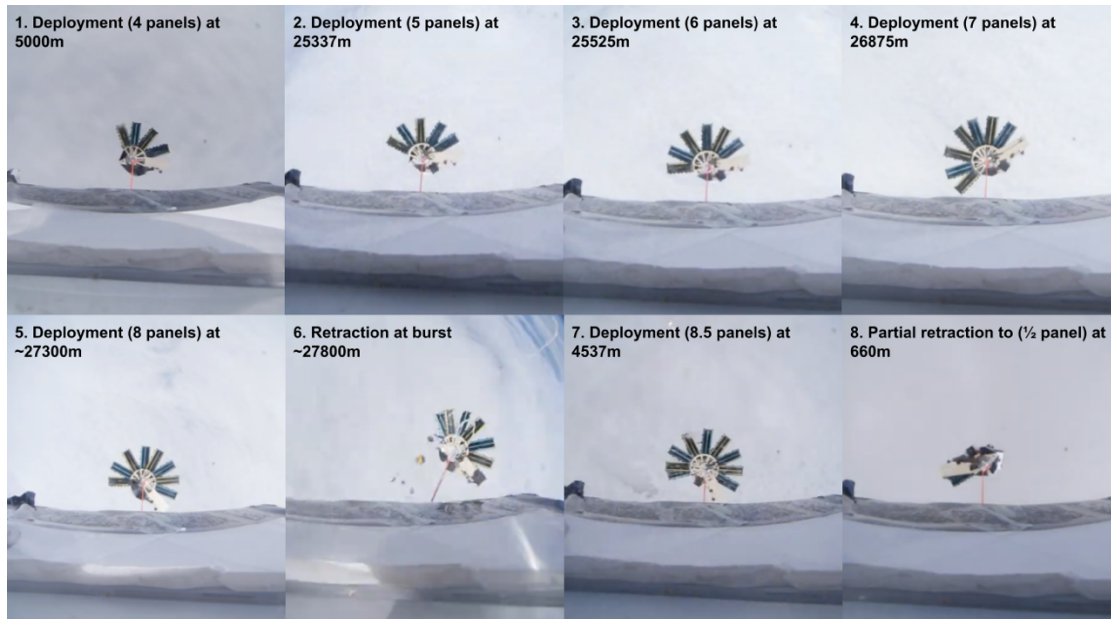 1. Deployment (4 panels) at
5000m
2. Deployment (5 panels) at
25337m
3. Deployment (6 panels) at
25525m
4. Deployment (7 panels) at
26875m
5. Deployment (8 panels) at
~27300m
6. Retraction at burst
~27800m
7. Deployment (8.5 panels) at
4537m
8. Partial retraction to (½ panel) at
660m